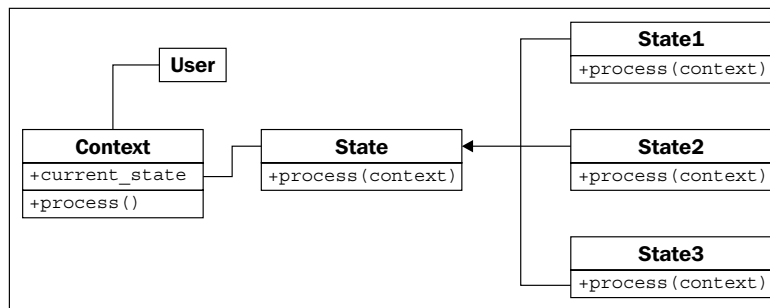 User
Context
+current_state
+process()
State
+process(context)
State1
+process(context)
State2
+process(context)
State3
+process(context)